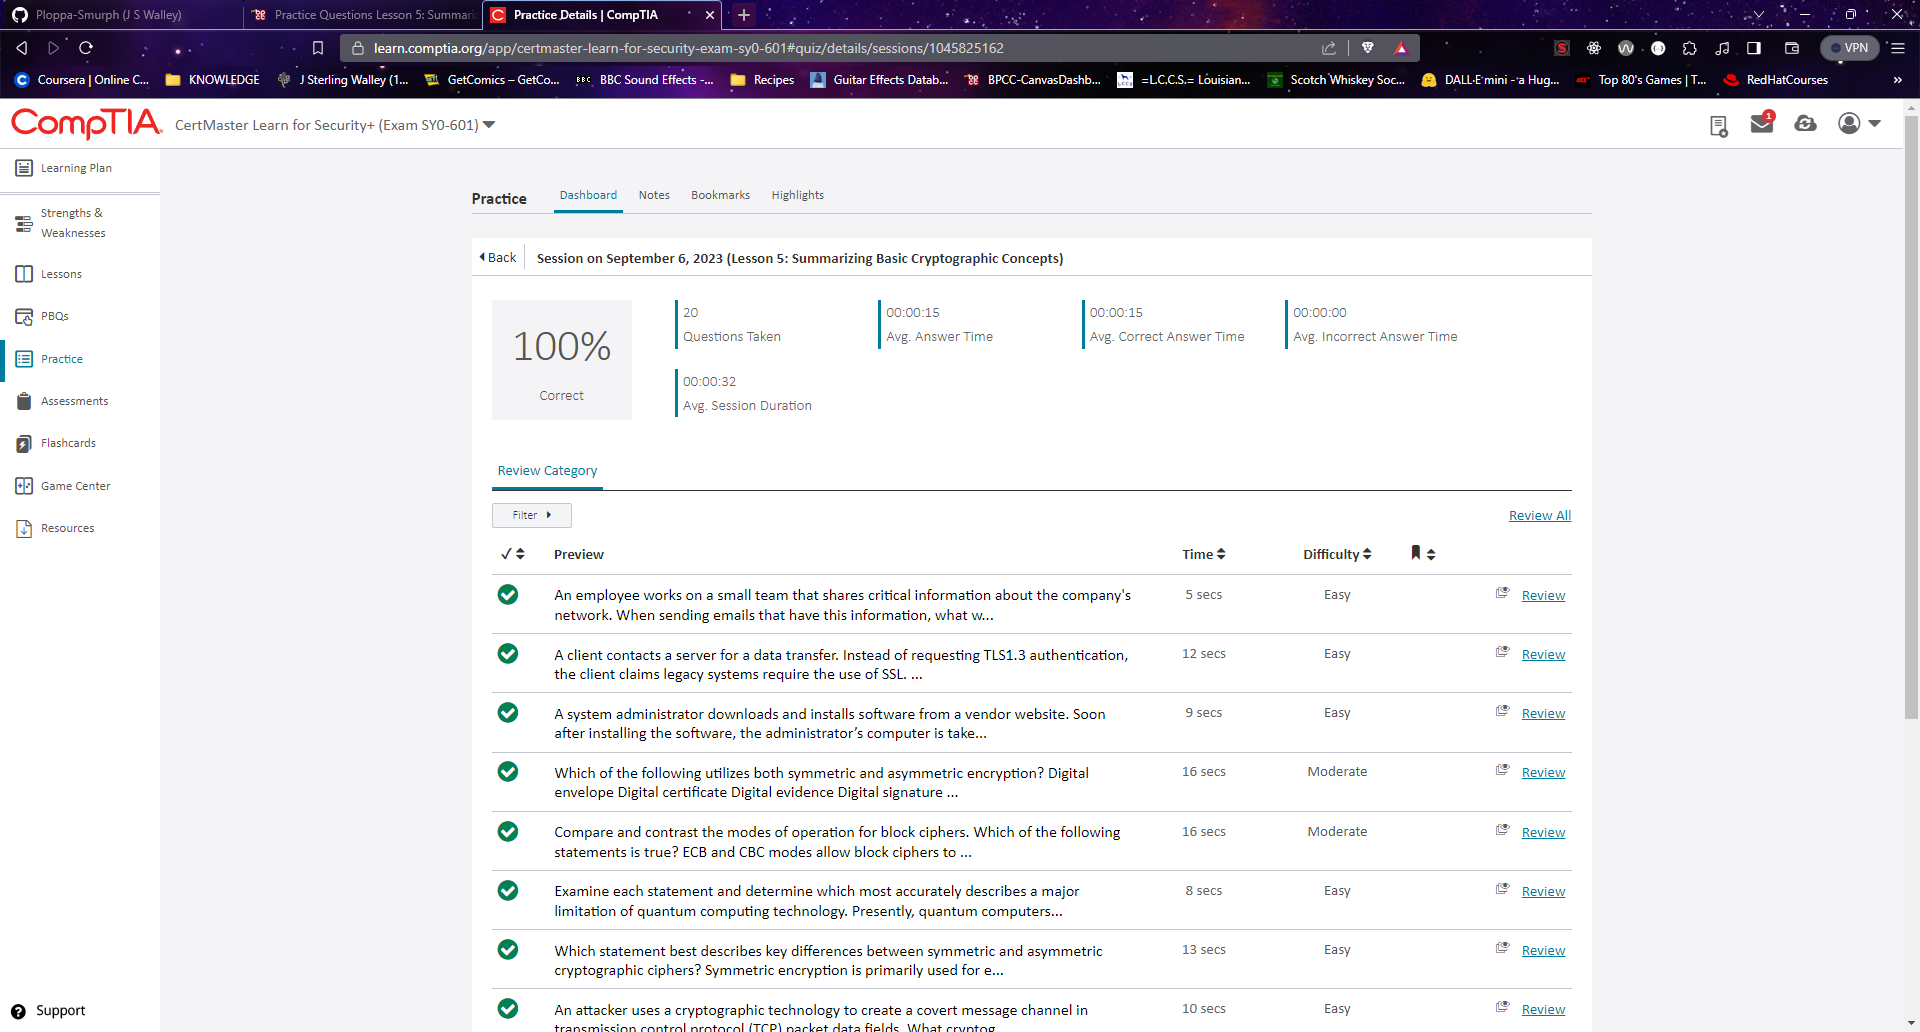 Ploppa-Smurph (J S Walley)
Practice Questions Lesson 5: Summari
Practice Details | CompTIA
learn.comptia.org/app/certmaster-learn-for-security-exam-sy0-601#quiz/details/sessions/1045825162
VPN
Coursera | Online C...
KNOWLEDGE
J Sterling Walley (1...
GetComics – GetCo...
BBC
BBC Sound Effects -...
Recipes
Guitar Effects Datab...
BPCC-CanvasDashb...
=L.C.C.S.= Louisian...
Scotch Whiskey Soc...
DALL·E mini - a Hug...
Top 80's Games | T...
RedHatCourses
CompTIA.
CertMaster Learn for Security+ (Exam SY0-601)
1
Learning Plan
Strengths &
Weaknesses
Lessons
PBQs
Practice
Assessments
Flashcards
Game Center
Resources
Support
Practice
Dashboard
Notes
Bookmarks
Highlights
Back
Session on September 6, 2023 (Lesson 5: Summarizing Basic Cryptographic Concepts)
100%
Correct
20
Questions Taken
00:00:15
Avg. Answer Time
00:00:15
Avg. Correct Answer Time
00:00:00
Avg. Incorrect Answer Time
00:00:32
Avg. Session Duration
Review Category
Filter
Review All
Preview
Time
Difficulty
An employee works on a small team that shares critical information about the company's
network. When sending emails that have this information, what w...
5 secs
Easy
Review
A client contacts a server for a data transfer. Instead of requesting TLS1.3 authentication,
the client claims legacy systems require the use of SSL. ...
12 secs
Easy
Review
A system administrator downloads and installs software from a vendor website. Soon
after installing the software, the administrator’s computer is take...
9 secs
Easy
Review
Which of the following utilizes both symmetric and asymmetric encryption? Digital
envelope Digital certificate Digital evidence Digital signature ...
16 secs
Moderate
Review
Compare and contrast the modes of operation for block ciphers. Which of the following
statements is true? ECB and CBC modes allow block ciphers to ...
16 secs
Moderate
Review
Examine each statement and determine which most accurately describes a major
limitation of quantum computing technology. Presently, quantum computers...
8 secs
Easy
Review
Which statement best describes key differences between symmetric and asymmetric
cryptographic ciphers? Symmetric encryption is primarily used for e...
13 secs
Easy
Review
An attacker uses a cryptographic technology to create a covert message channel in
transmission control protocol (TCP) packet data fields. What cryptog
10 secs
Easy
Review